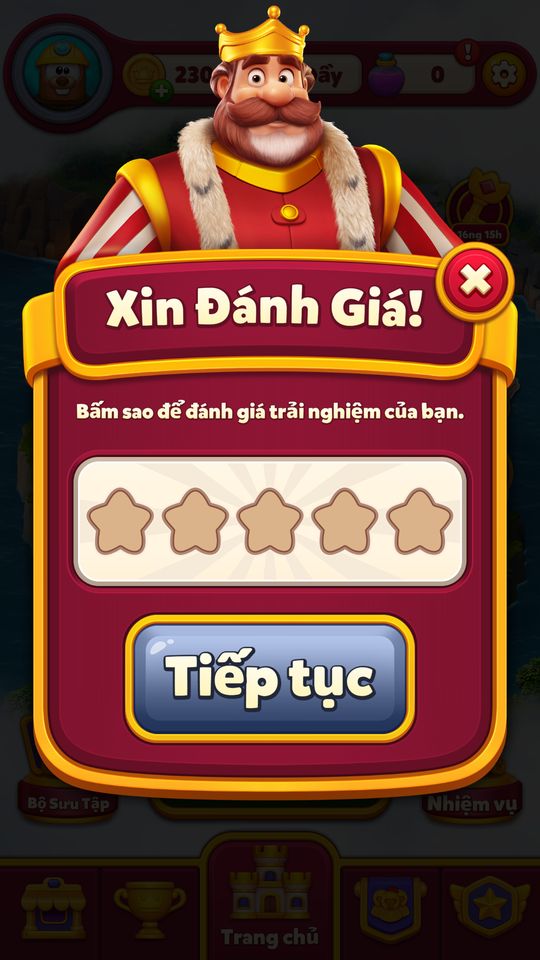 0
Xin Đánh Giá!
Bấm sao để đánh giá trải nghiệm của bạn.
Tiếp tục
Bộ Sưu Tập
Nhiệm vụ
Trang chủ